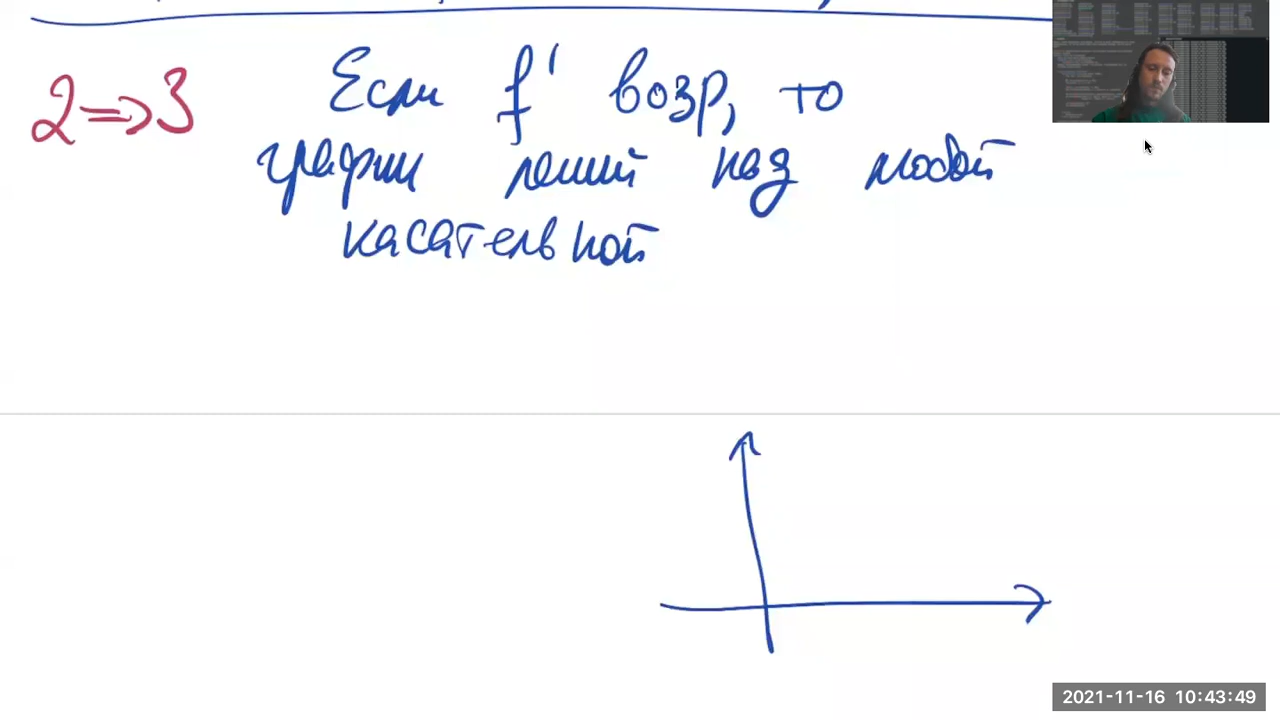 2 => 3
Если f' возр, то
график лежит над любой
касательной
2021-11-16 10:43:49